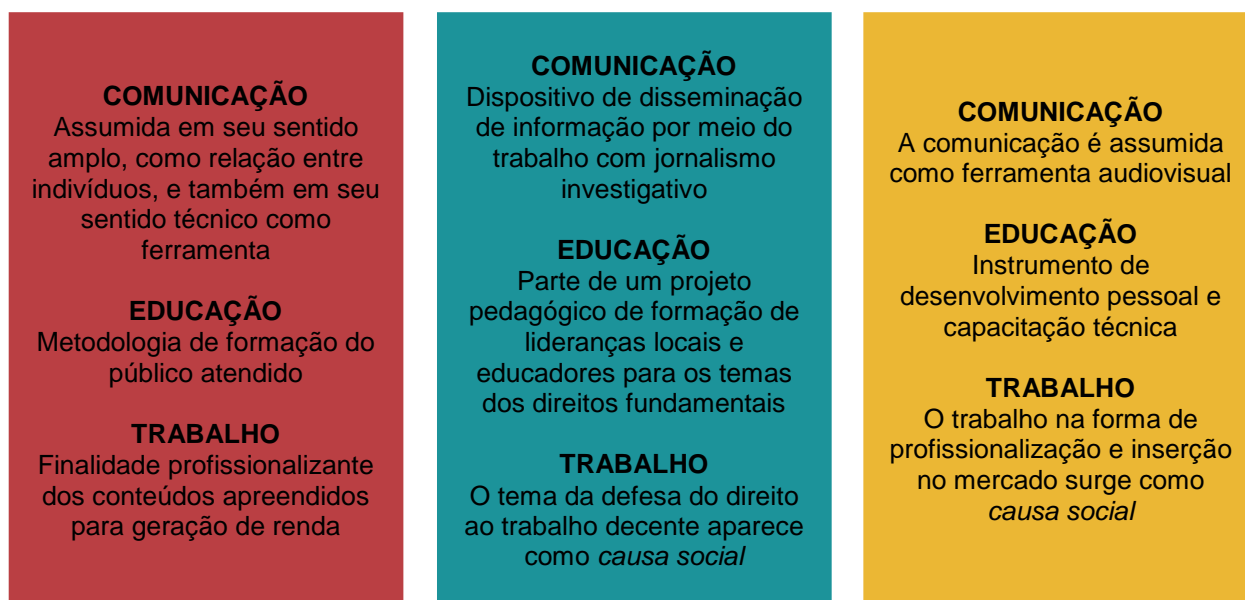 COMUNICAÇÃO
Assumida em seu sentido
amplo, como relação entre
indivíduos, e também em seu
sentido técnico como
ferramenta
EDUCAÇÃO
Metodologia de formação do
público atendido
TRABALHO
Finalidade profissionalizante
dos conteúdos apreendidos
para geração de renda
COMUNICAÇÃO
Dispositivo de disseminação
de informação por meio do
trabalho com jornalismo
investigativo
EDUCAÇÃO
Parte de um projeto
pedagógico de formação de
lideranças locais e
educadores para os temas
dos direitos fundamentais
TRABALHO
O tema da defesa do direito
ao trabalho decente aparece
como causa social
COMUNICAÇÃO
A comunicação é assumida
como ferramenta audiovisual
EDUCAÇÃO
Instrumento de
desenvolvimento pessoal e
capacitação técnica
TRABALHO
O trabalho na forma de
profissionalização e inserção
no mercado surge como
causa social